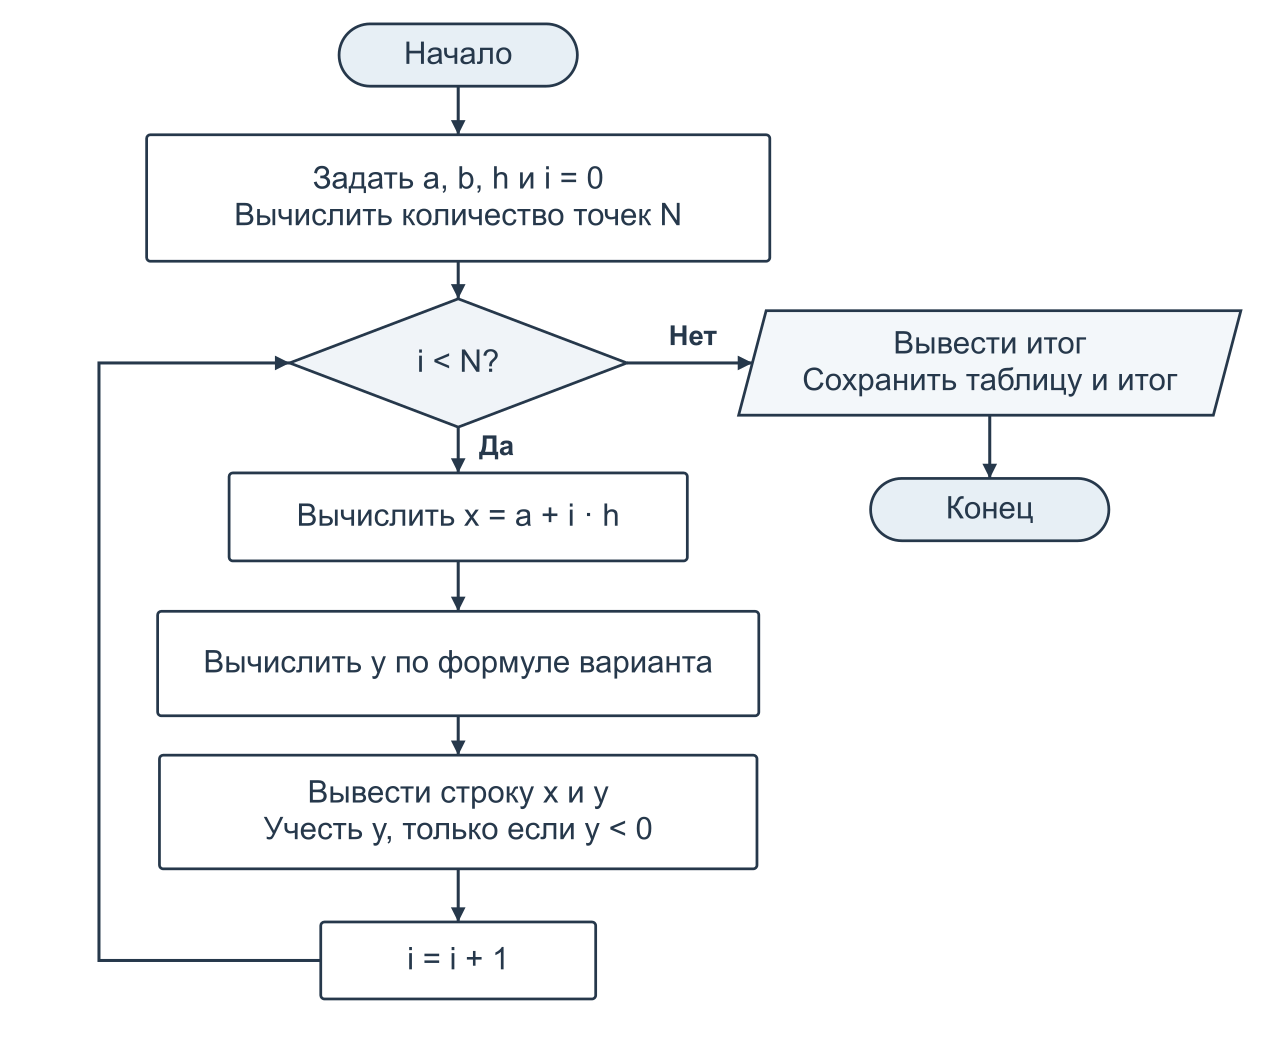 Начало
Задать a, b, h и i = 0
Вычислить количество точек N
i < N?
Нет
Вывести итог
Сохранить таблицу и итог
Да
Вычислить x = a + i · h
Конец
Вычислить y по формуле варианта
Вывести строку x и y
Учесть y, только если y < 0
i = i + 1